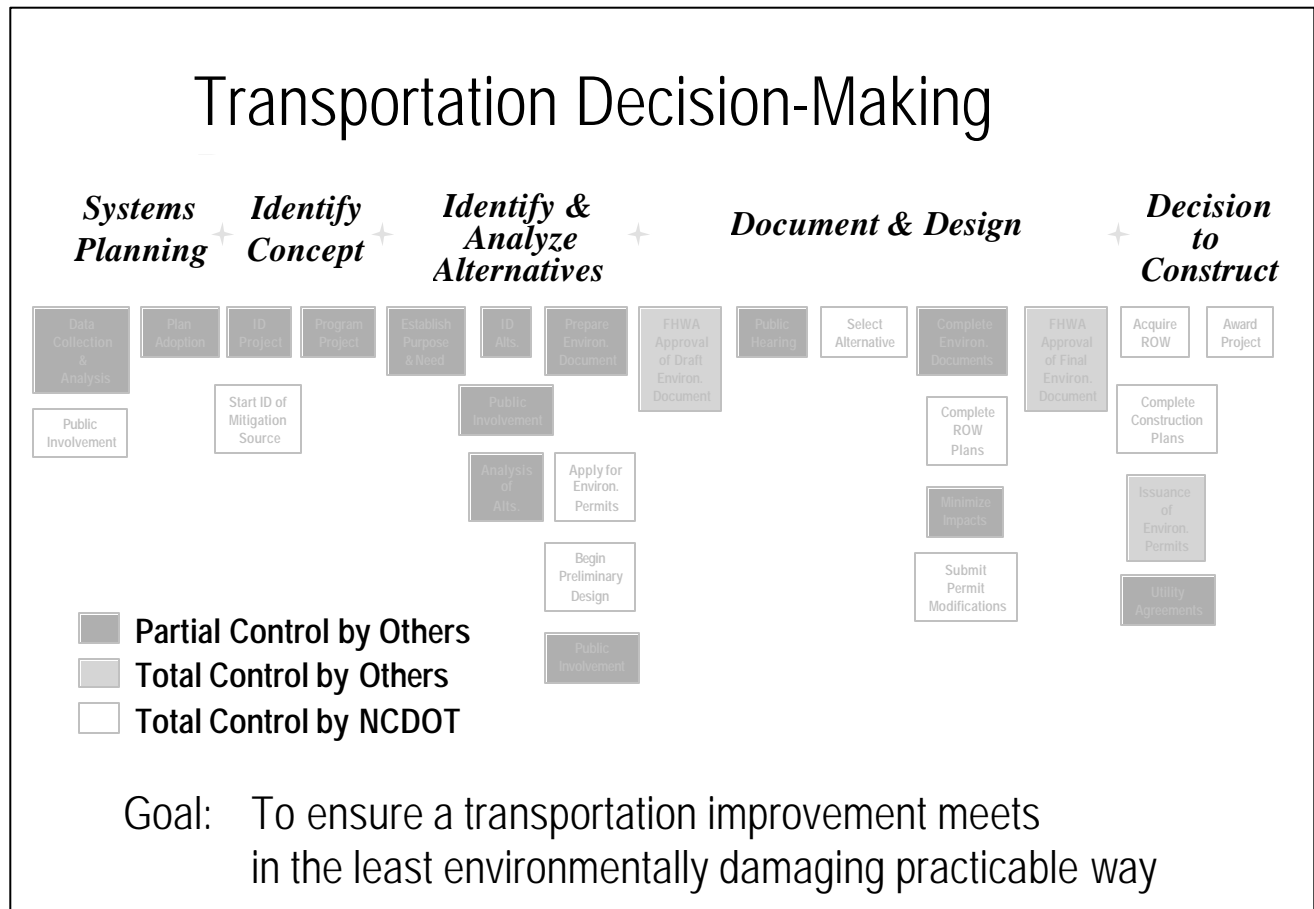 Transportation Decision-Making
Systems
Planning
Identify
Concept
Identify &
Analyze
Alternatives
Document & Design
Decision
to
Construct
Data
Collection
&
Analysis
Public
Involvement
Plan
Adoption
ID
Project
Start ID of
Mitigation
Source
Program
Project
Establish
Purpose
& Need
ID
Alts.
Prepare
Environ.
Document
Public
Involvement
Analysis
of
Alts.
Apply for
Environ.
Permits
Begin
Preliminary
Design
Public
Involvement
FHWA
Approval
of Draft
Environ.
Document
Public
Hearing
Select
Alternative
Complete
Environ.
Documents
Complete
ROW
Plans
Minimize
Impacts
Submit
Permit
Modifications
FHWA
Approval
of Final
Environ.
Document
Acquire
ROW
Award
Project
Complete
Construction
Plans
Issuance
of
Environ.
Permits
Utility
Agreements
Partial Control by Others
Total Control by Others
Total Control by NCDOT
Goal: To ensure a transportation improvement meets
in the least environmentally damaging practicable way